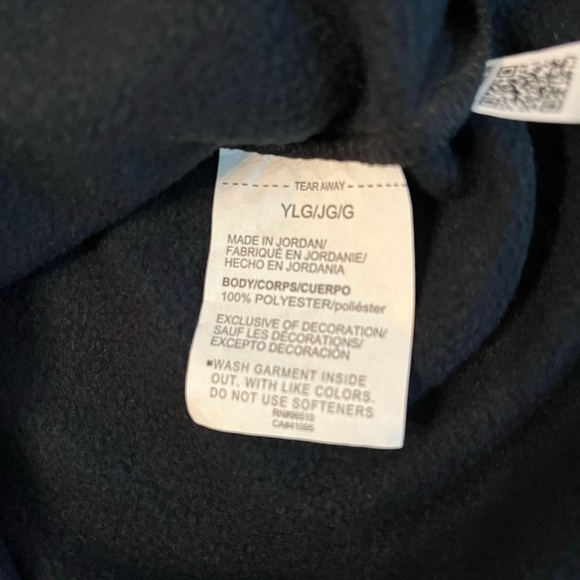 TEAR AWAY
YLG/JG/G
MADE IN JORDAN/
FABRIQUÉ EN JORDANIE/
HECHO EN JORDANIA
BODY/CORPS/CUERPO
100% POLYESTER/poliéster
EXCLUSIVE OF DECORATION/
SAUF LES DÉCORATIONS/
EXCEPTO DECORACIÓN
*WASH GARMENT INSIDE
OUT. WITH LIKE COLORS.
DO NOT USE SOFTENERS
RN#96510
CA#41095